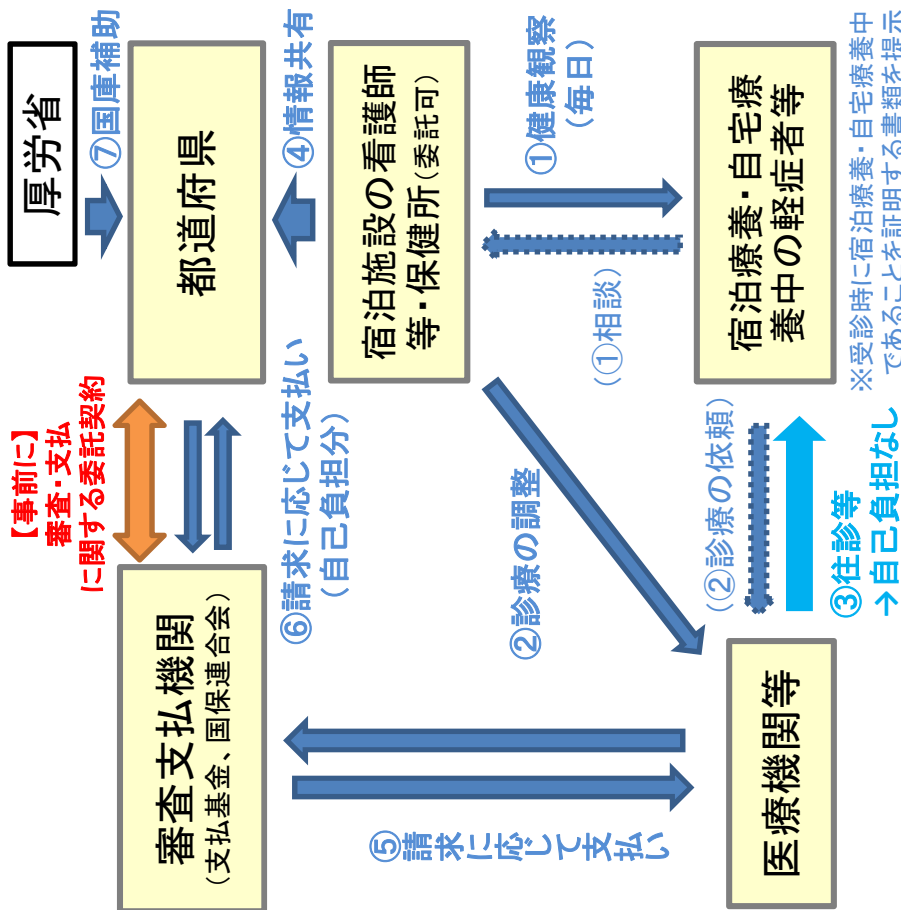 厚労省
⑦国庫補助
【事前に】
審査・支払
に関する委託契約
審査支払機関
(支払基金、国保連合会)
都道府県
⑥請求に応じて支払い
(自己負担分)
④情報共有
宿泊施設の看護師
等・保健所(委託可)
⑤請求に応じて支払い
②診療の調整
①健康観察
(毎日)
(①相談)
医療機関等
(②診療の依頼)
③往診等
→自己負担なし
宿泊療養・自宅療
養中の軽症者等
※受診時に宿泊療養・自宅療養中
であることを証明する書類を提示